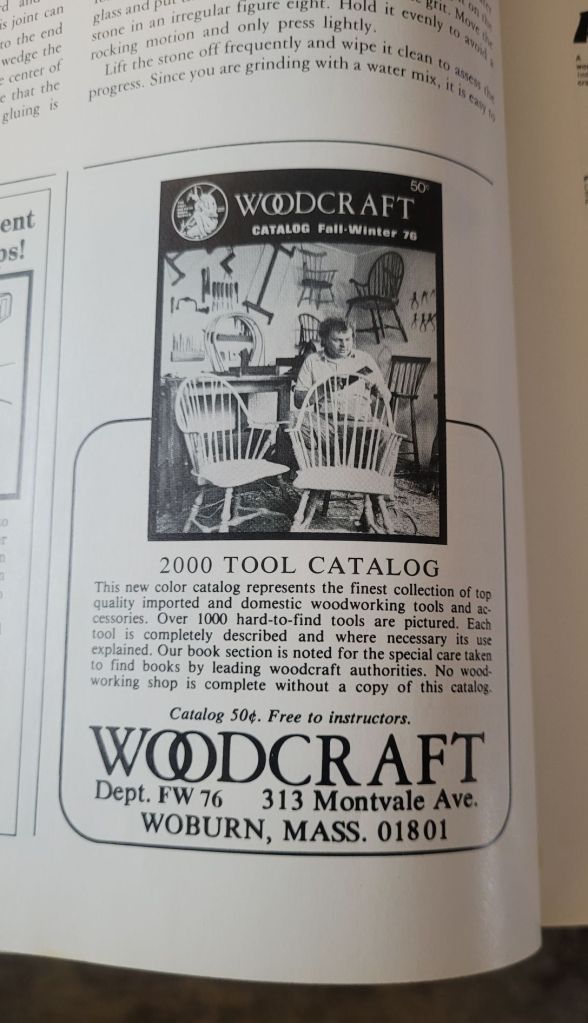 is joint can
to the end
wedge the
e center of
e that the
gluing is
glass and put
grit. Move the
stone in an irregular figure eight. Hold it evenly to avoid a
rocking motion and only press lightly.
Lift the stone off frequently and wipe it clean to assess the
progress. Since you are grinding with a water mix, it is easy to
ent
os!
50¢
WOODCRAFT
CATALOG Fall-Winter 76
2000 TOOL CATALOG
This new color catalog represents the finest collection of top
quality imported and domestic woodworking tools and ac-
cessories. Over 1000 hard-to-find tools are pictured. Each
tool is completely described and where necessary its use
explained. Our book section is noted for the special care taken
to find books by leading woodcraft authorities. No wood-
working shop is complete without a copy of this catalog.
Catalog 50¢. Free to instructors.
WOODCRAFT
Dept. FW 76 313 Montvale Ave.
WOBURN, MASS. 01801